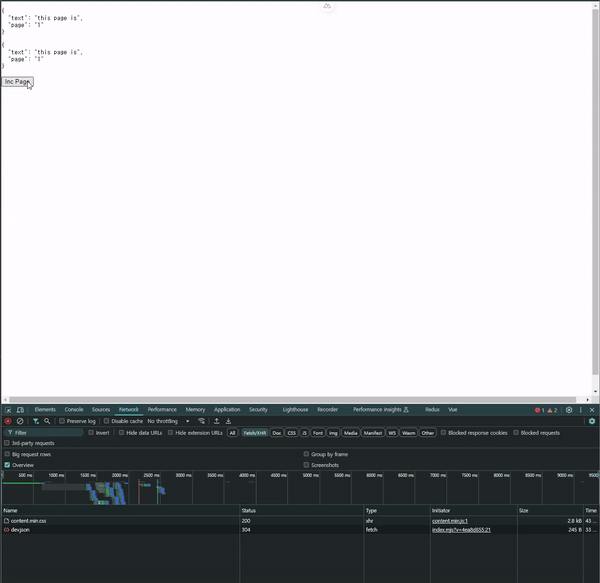 {
"text": "this page is",
"page": "1"
}
{
"text": "this page is",
"page": "1"
}
Inc Page
Elements Console Sources Network Performance Memory Application Security Lighthouse Recorder Performance insights Redux Vue 1 2
Preserve log Disable cache No throttling
Filter Invert Hide data URLs Hide extension URLs All Fetch/XHR Doc CSS JS Font Img Media Manifest WS Wasm Other Blocked response cookies Blocked requests
3rd-party requests
Big request rows Group by frame
Overview Screenshots
500 ms 1000 ms 1500 ms 2000 ms 2500 ms 3000 ms 3500 ms 4000 ms 4500 ms 5000 ms 5500 ms 6000 ms 6500 ms 7000 ms 7500 ms 8000 ms 8500 ms 9000 ms 9500
Name Status Type Initiator Size Time
content.min.css 200 xhr content.min.js:1 2.8 kB 43 ...
dev.json 304 fetch 245 B 33 ...